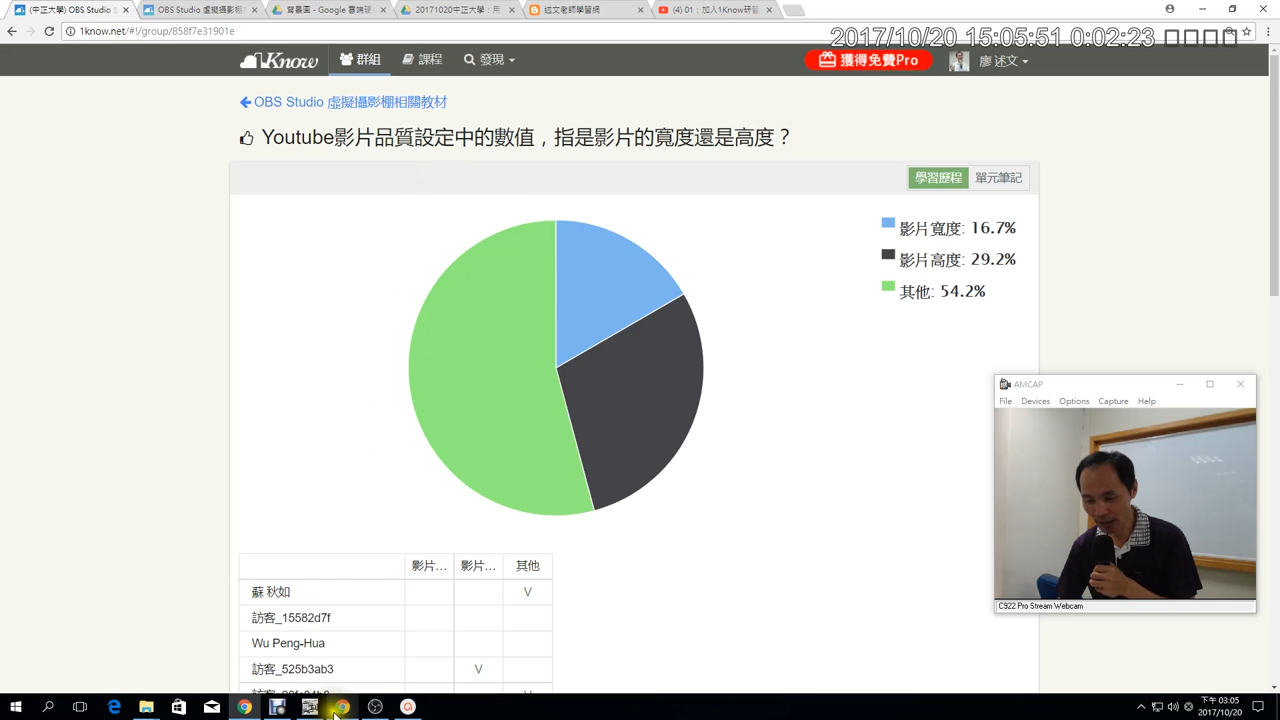 (中正大學) OBS Studio
OBS Studio 虛擬攝影棚
背景圖 - Google 雲端硬
20171020中正大學：用
述文老師學習網
(4) 01：加入1Know研習
1know.net/#!/group/858f7e31901e
2017/10/20 15:05:51 0:02:23
1Know
群組
課程
發現
獲得免費Pro
廖 述文
OBS Studio 虛擬攝影棚相關教材
Youtube影片品質設定中的數值，指是影片的寬度還是高度？
學習歷程
單元筆記
影片寬度: 16.7%
影片高度: 29.2%
其他: 54.2%
AMCAP
File Devices Options Capture Help
C922 Pro Stream Webcam
影片... 影片... 其他
蘇 秋如 V
訪客_15582d7f
Wu Peng-Hua
訪客_525b3ab3 V
下午 03:05
2017/10/20